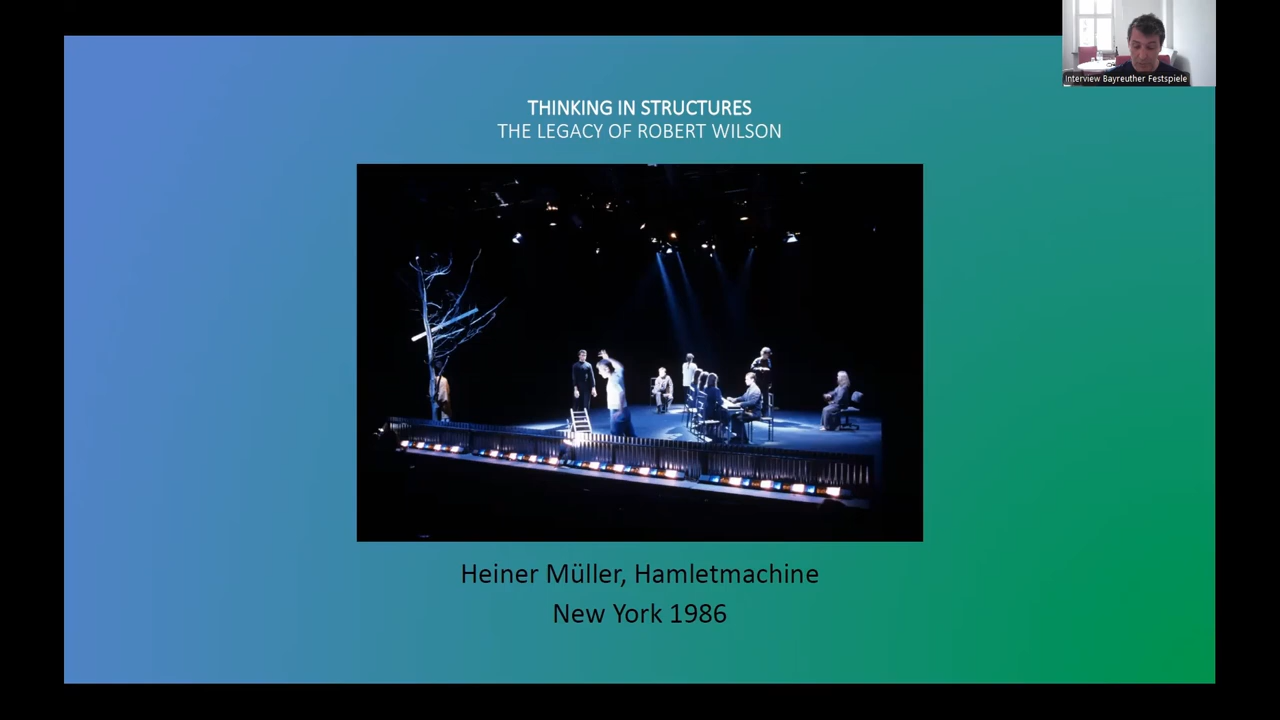 THINKING IN STRUCTURES
THE LEGACY OF ROBERT WILSON
Interview Bayreuther Festspiele
Heiner Müller, Hamletmachine
New York 1986